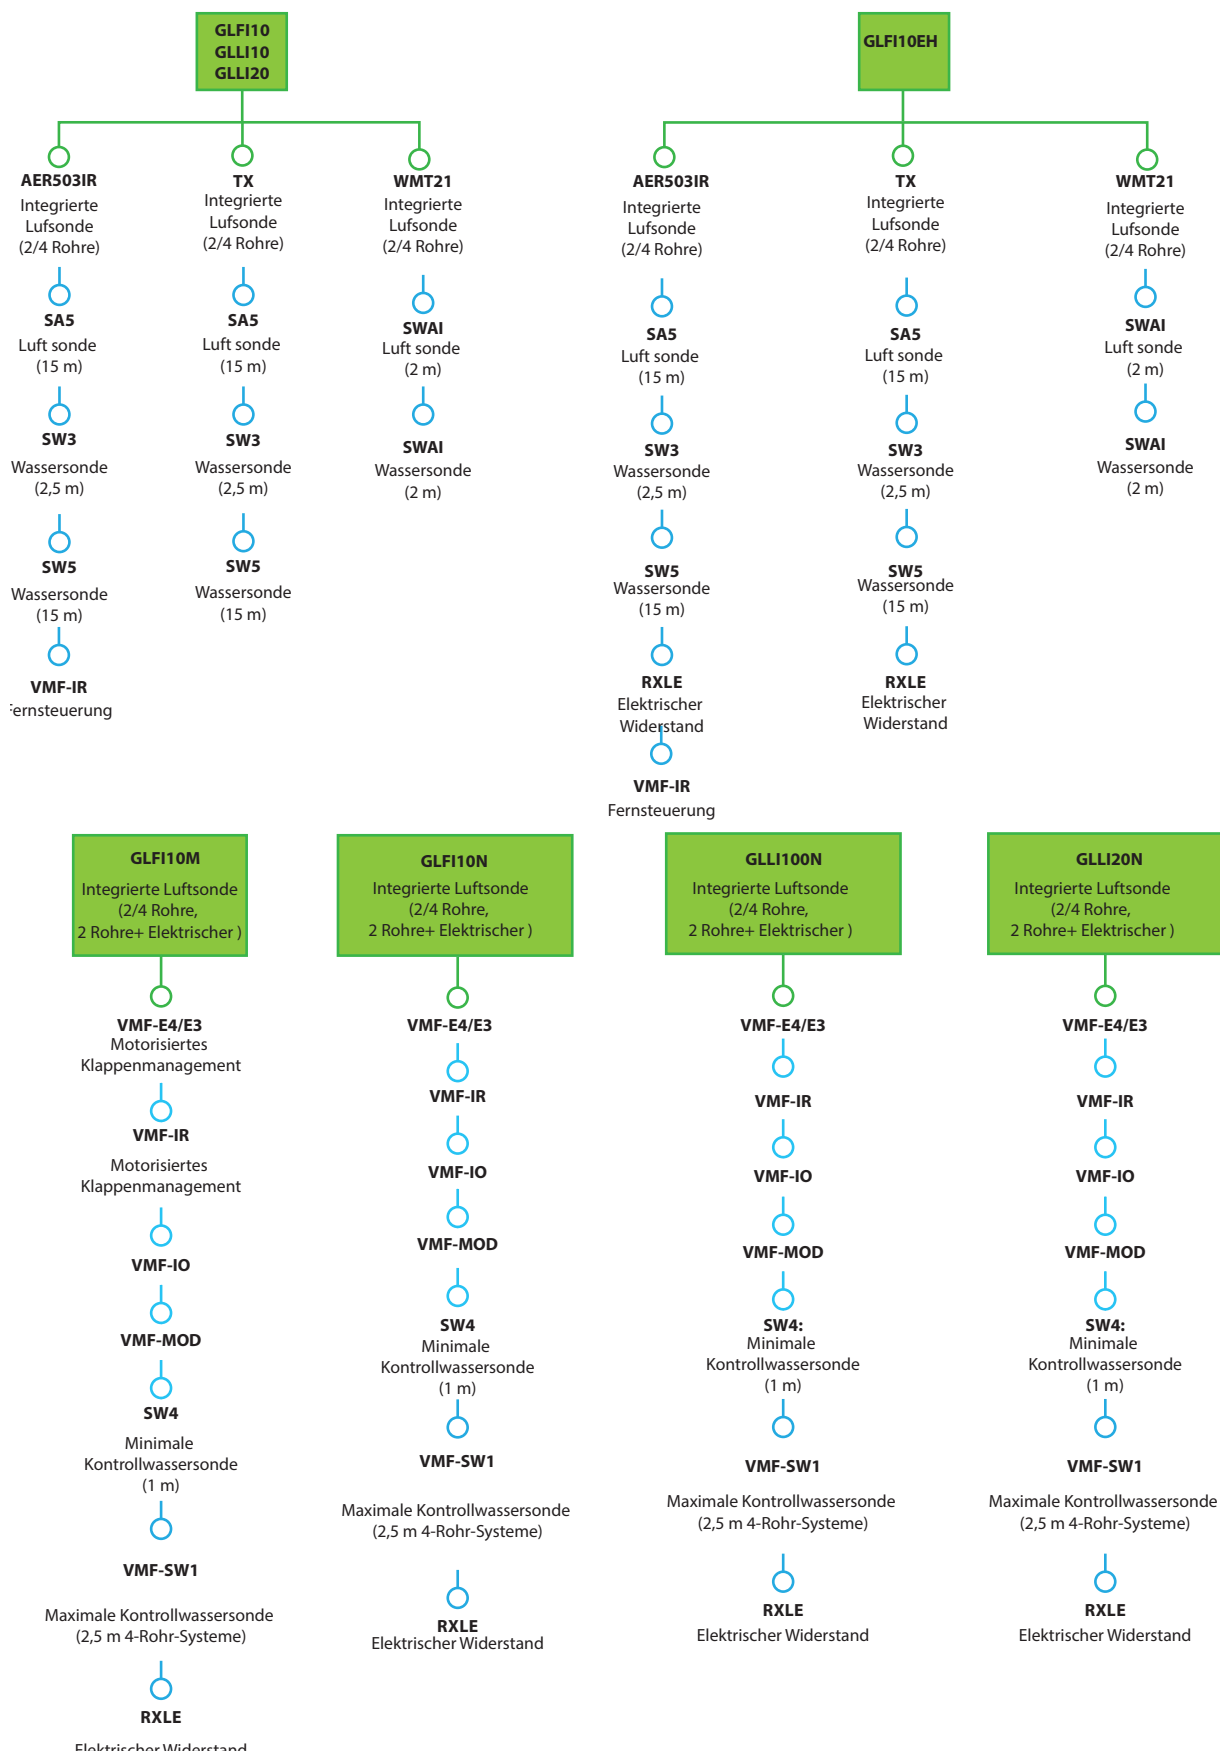 GLFI10
GLLI10
GLLI20
AER503IR
Integrierte
Lufsonde
(2/4 Rohre)
SA5
Luft sonde
(15 m)
SW3
Wassersonde
(2,5 m)
SW5
Wassersonde
(15 m)
VMF-IR
Fernsteuerung
TX
Integrierte
Lufsonde
(2/4 Rohre)
SA5
Luft sonde
(15 m)
SW3
Wassersonde
(2,5 m)
SW5
Wassersonde
(15 m)
WMT21
Integrierte
Lufsonde
(2/4 Rohre)
SWAI
Luft sonde
(2 m)
SWAI
Wassersonde
(2 m)
GLFI10EH
AER503IR
Integrierte
Lufsonde
(2/4 Rohre)
SA5
Luft sonde
(15 m)
SW3
Wassersonde
(2,5 m)
SW5
Wassersonde
(15 m)
RXLE
Elektrischer
Widerstand
VMF-IR
Fernsteuerung
TX
Integrierte
Lufsonde
(2/4 Rohre)
SA5
Luft sonde
(15 m)
SW3
Wassersonde
(2,5 m)
SW5
Wassersonde
(15 m)
RXLE
Elektrischer
Widerstand
WMT21
Integrierte
Lufsonde
(2/4 Rohre)
SWAI
Luft sonde
(2 m)
SWAI
Wassersonde
(2 m)
GLFI10M
Integrierte Luftsonde
(2/4 Rohre,
2 Rohre+ Elektrischer )
VMF-E4/E3
Motorisiertes
Klappenmanagement
VMF-IR
Motorisiertes
Klappenmanagement
VMF-IO
VMF-MOD
SW4
Minimale
Kontrollwassersonde
(1 m)
VMF-SW1
Maximale Kontrollwassersonde
(2,5 m 4-Rohr-Systeme)
RXLE
Elektrischer Widerstand
GLFI10N
Integrierte Luftsonde
(2/4 Rohre,
2 Rohre+ Elektrischer )
VMF-E4/E3
VMF-IR
VMF-IO
VMF-MOD
SW4
Minimale
Kontrollwassersonde
(1 m)
VMF-SW1
Maximale Kontrollwassersonde
(2,5 m 4-Rohr-Systeme)
RXLE
Elektrischer Widerstand
GLLI100N
Integrierte Luftsonde
(2/4 Rohre,
2 Rohre+ Elektrischer )
VMF-E4/E3
VMF-IR
VMF-IO
VMF-MOD
SW4:
Minimale
Kontrollwassersonde
(1 m)
VMF-SW1
Maximale Kontrollwassersonde
(2,5 m 4-Rohr-Systeme)
RXLE
Elektrischer Widerstand
GLLI20N
Integrierte Luftsonde
(2/4 Rohre,
2 Rohre+ Elektrischer )
VMF-E4/E3
VMF-IR
VMF-IO
VMF-MOD
SW4:
Minimale
Kontrollwassersonde
(1 m)
VMF-SW1
Maximale Kontrollwassersonde
(2,5 m 4-Rohr-Systeme)
RXLE
Elektrischer Widerstand